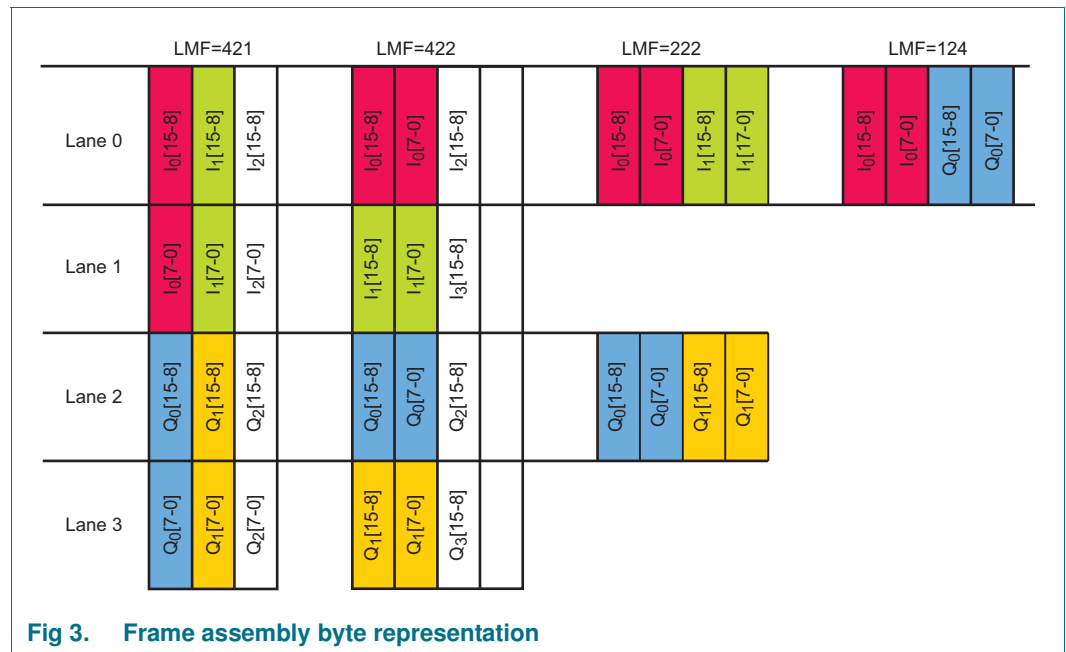 LMF=421 LMF=422 LMF=222 LMF=124
Lane 0 I0[15-8] I1[15-8] I2[15-8] I0[15-8] I0[7-0] I2[15-8] I0[15-8] I0[7-0] I1[15-8] I1[17-0] I0[15-8] I0[7-0] Q0[15-8] Q0[7-0]
Lane 1 I0[7-0] I1[7-0] I2[7-0] I1[15-8] I1[7-0] I3[15-8]
Lane 2 Q0[15-8] Q1[15-8] Q2[15-8] Q0[15-8] Q0[7-0] Q2[15-8] Q0[15-8] Q0[7-0] Q1[15-8] Q1[7-0]
Lane 3 Q0[7-0] Q1[7-0] Q2[7-0] Q1[15-8] Q1[7-0] Q3[15-8]
Fig 3. Frame assembly byte representation